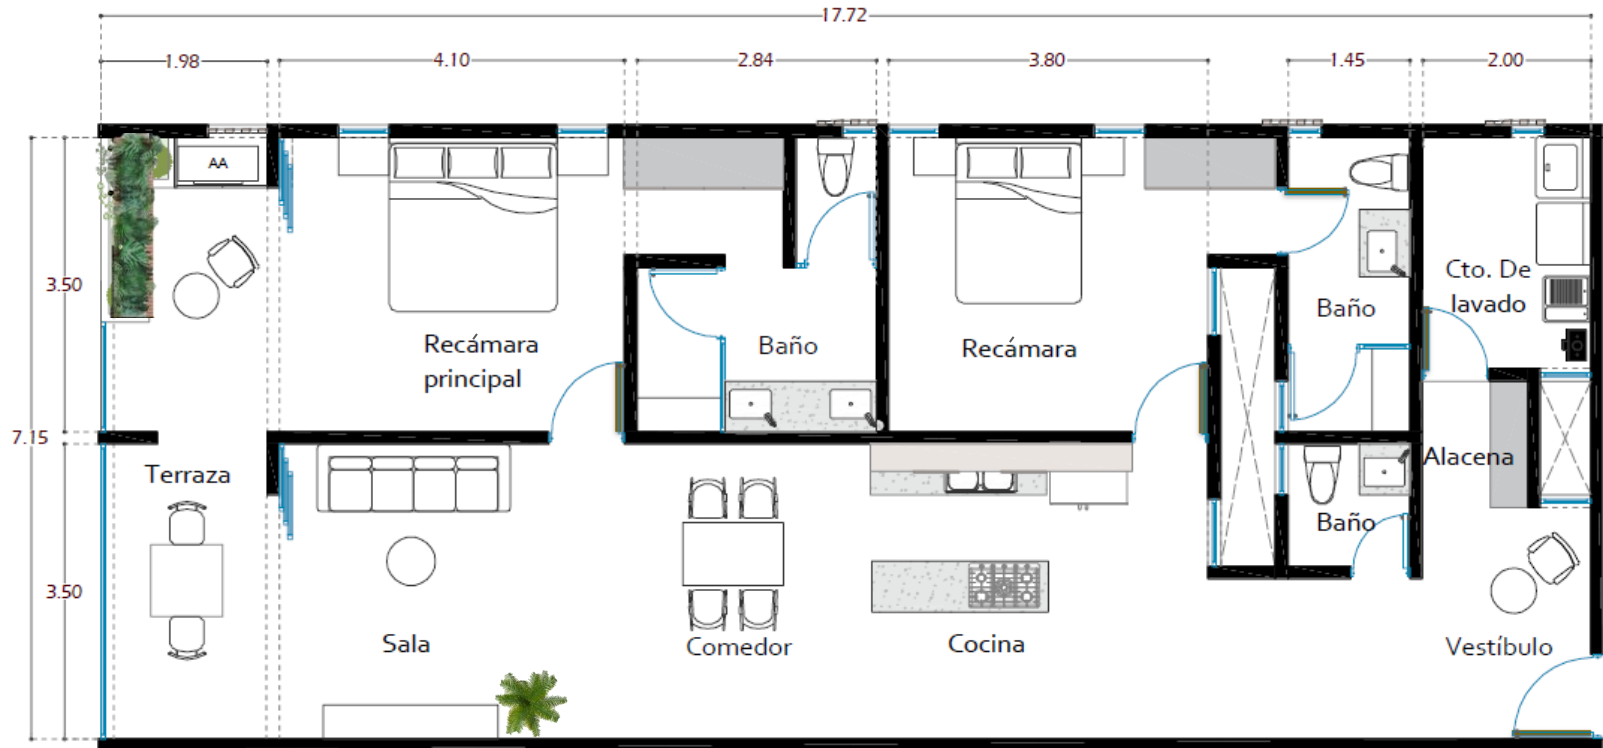 17.72
1.98
4.10
2.84
3.80
1.45
2.00
AA
3.50
Cto. De
lavado
Baño
Recámara
principal
Baño
Recámara
7.15
Terraza
Alacena
Baño
3.50
Sala
Comedor
Cocina
Vestíbulo